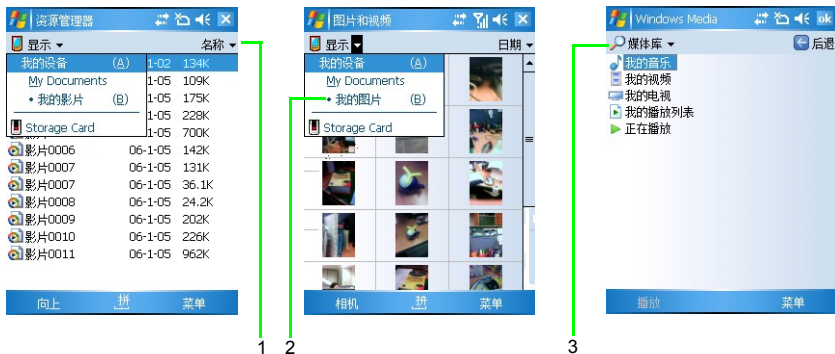 资源管理器
显示
名称
我的设备 (A)
1-02 134K
My Documents
1-05 109K
• 我的影片 (B)
1-05 175K
1-05 228K
Storage Card
1-05 700K
影片0006 06-1-05 142K
影片0007 06-1-05 131K
影片0007 06-1-05 36.1K
影片0008 06-1-05 24.2K
影片0009 06-1-05 202K
影片0010 06-1-05 226K
影片0011 06-1-05 962K
向上 拼 菜单
图片和视频
显示
日期
我的设备 (A)
My Documents
• 我的图片 (B)
Storage Card
相机 拼 菜单
Windows Media ok
媒体库 后退
我的音乐
我的视频
我的电视
我的播放列表
正在播放
播放 菜单
1 2 3